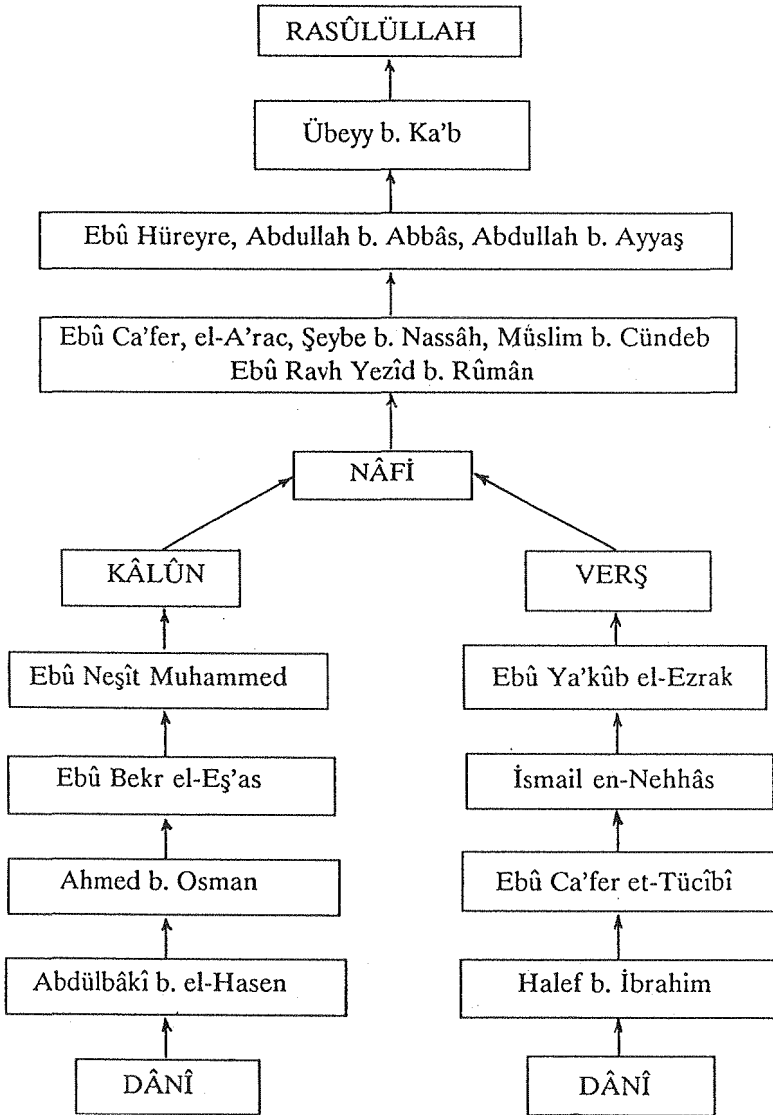 RASÛLÜLLAH
Übeyy b. Ka'b
Ebû Hüreyre, Abdullah b. Abbâs, Abdullah b. Ayyaş
Ebû Ca'fer, el-A'rac, Şeybe b. Nassâh, Müslim b. Cündeb
Ebû Ravh Yezîd b. Rûmân
NÂFİ
KÂLÛN
VERŞ
Ebû Neşît Muhammed
Ebû Ya'kûb el-Ezrak
Ebû Bekr el-Eş'as
İsmail en-Nehhâs
Ahmed b. Osman
Ebû Ca'fer et-Tücîbî
Abdülbâkî b. el-Hasen
Halef b. İbrahim
DÂNÎ
DÂNÎ